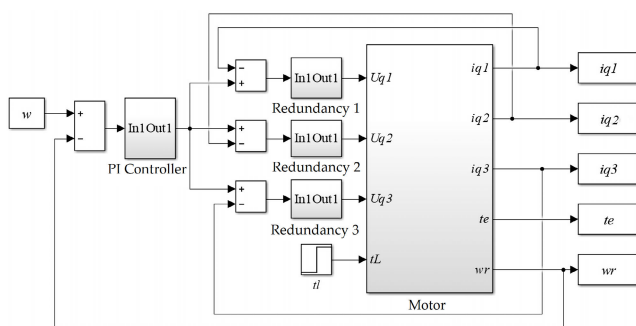 −
+
In1Out1
Uq1
iq1
iq1
Redundancy 1
w
+
−
In1Out1
PI Controller
+
−
In1Out1
Uq2
iq2
iq2
Redundancy 2
+
−
In1Out1
Uq3
iq3
iq3
Redundancy 3
te
te
tl
tL
wr
wr
Motor